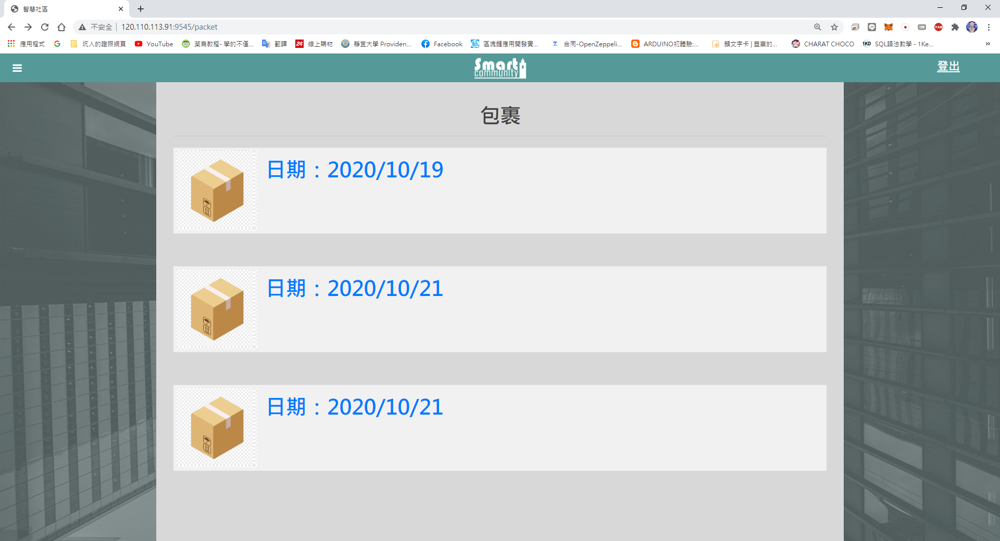 智慧社區
不安全 120.110.113.91:9545/packet
應用程式 坑人的證照網頁 YouTube 菜鳥教程- 學的不僅... 翻譯 24 線上購物 靜宜大學 Providen... Facebook 區塊鏈應用開發實... Z 合同-OpenZeppeli... ARDUINO初體驗:... 顏文字卡 | 豐富的... CHARAT CHOCO 1KD SQL語法教學 - 1Ke... »
Smart
community
登出
包裹
日期：2020/10/19
日期：2020/10/21
日期：2020/10/21